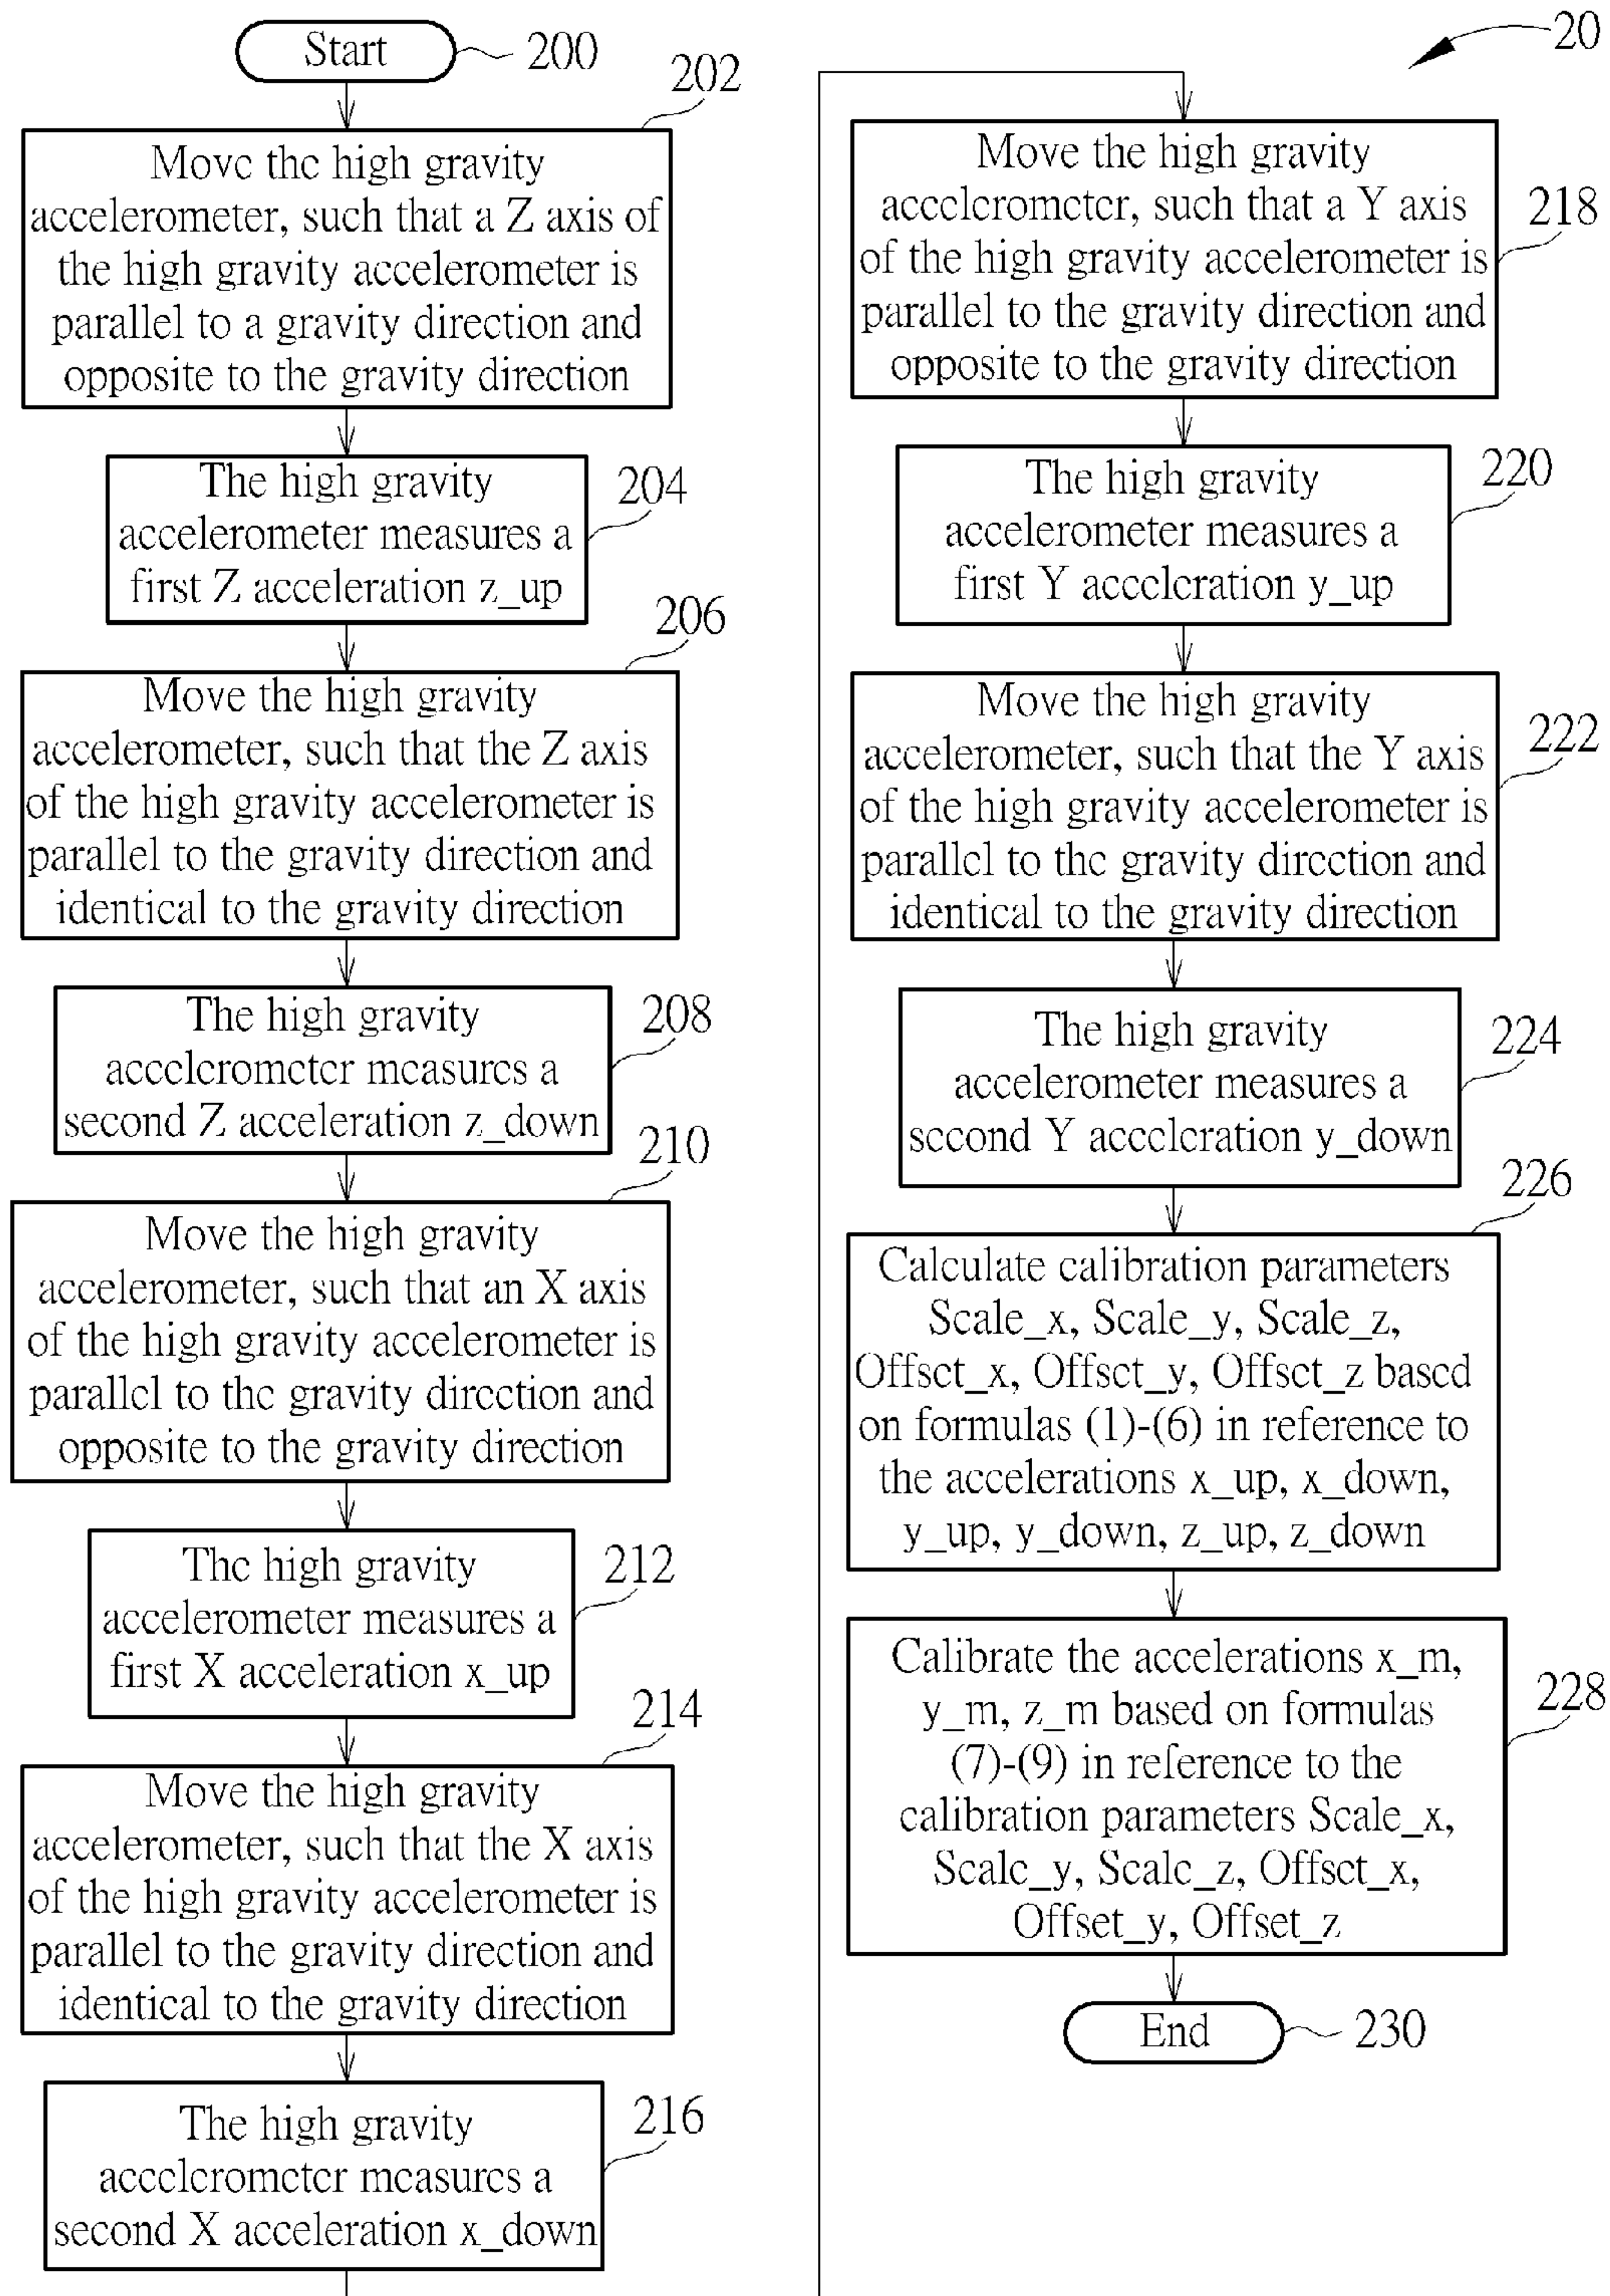 Start
200
202
Move the high gravity
accelerometer, such that a Z axis of
the high gravity accelerometer is
parallel to a gravity direction and
opposite to the gravity direction
The high gravity
accelerometer measures a
first Z acceleration z_up
204
206
Move the high gravity
accelerometer, such that the Z axis
of the high gravity accelerometer is
parallel to the gravity direction and
identical to the gravity direction
The high gravity
accelerometer measures a
second Z acceleration z_down
208
210
Move the high gravity
accelerometer, such that an X axis
of the high gravity accelerometer is
parallel to the gravity direction and
opposite to the gravity direction
The high gravity
accelerometer measures a
first X acceleration x_up
212
214
Move the high gravity
accelerometer, such that the X axis
of the high gravity accelerometer is
parallel to the gravity direction and
identical to the gravity direction
The high gravity
accelerometer measures a
second X acceleration x_down
216
20
Move the high gravity
accelerometer, such that a Y axis
of the high gravity accelerometer is
parallel to the gravity direction and
opposite to the gravity direction
218
The high gravity
accelerometer measures a
first Y acceleration y_up
220
Move the high gravity
accelerometer, such that the Y axis
of the high gravity accelerometer is
parallel to the gravity direction and
identical to the gravity direction
222
The high gravity
accelerometer measures a
second Y acceleration y_down
224
226
Calculate calibration parameters
Scale_x, Scale_y, Scale_z,
Offset_x, Offset_y, Offset_z based
on formulas (1)-(6) in reference to
the accelerations x_up, x_down,
y_up, y_down, z_up, z_down
Calibrate the accelerations x_m,
y_m, z_m based on formulas
(7)-(9) in reference to the
calibration parameters Scale_x,
Scale_y, Scale_z, Offset_x,
Offset_y, Offset_z
228
End
230